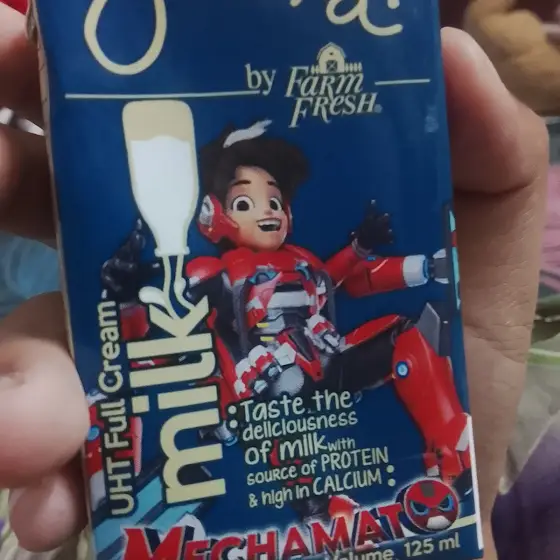 by FARM
FRESH®
UHT Full Cream
milk
Taste the
deliciousness
of milk with
source of PROTEIN
& high in CALCIUM
MECHAMATO
125 ml